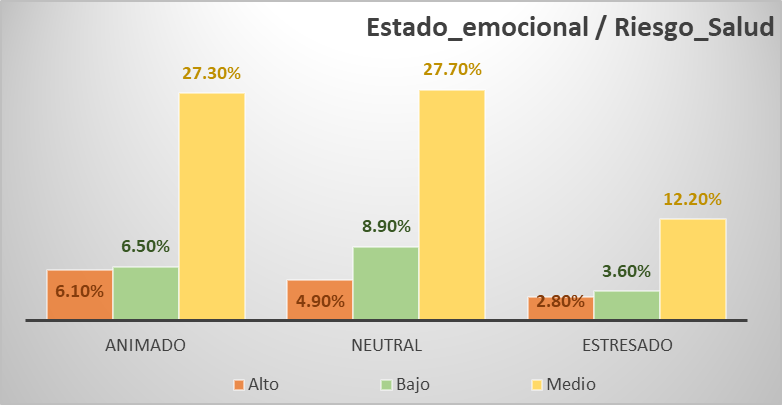 Estado_emocional / Riesgo_Salud
27.30%
27.70%
12.20%
6.50%
8.90%
3.60%
6.10%
4.90%
2.80%
ANIMADO
NEUTRAL
ESTRESADO
Alto
Bajo
Medio